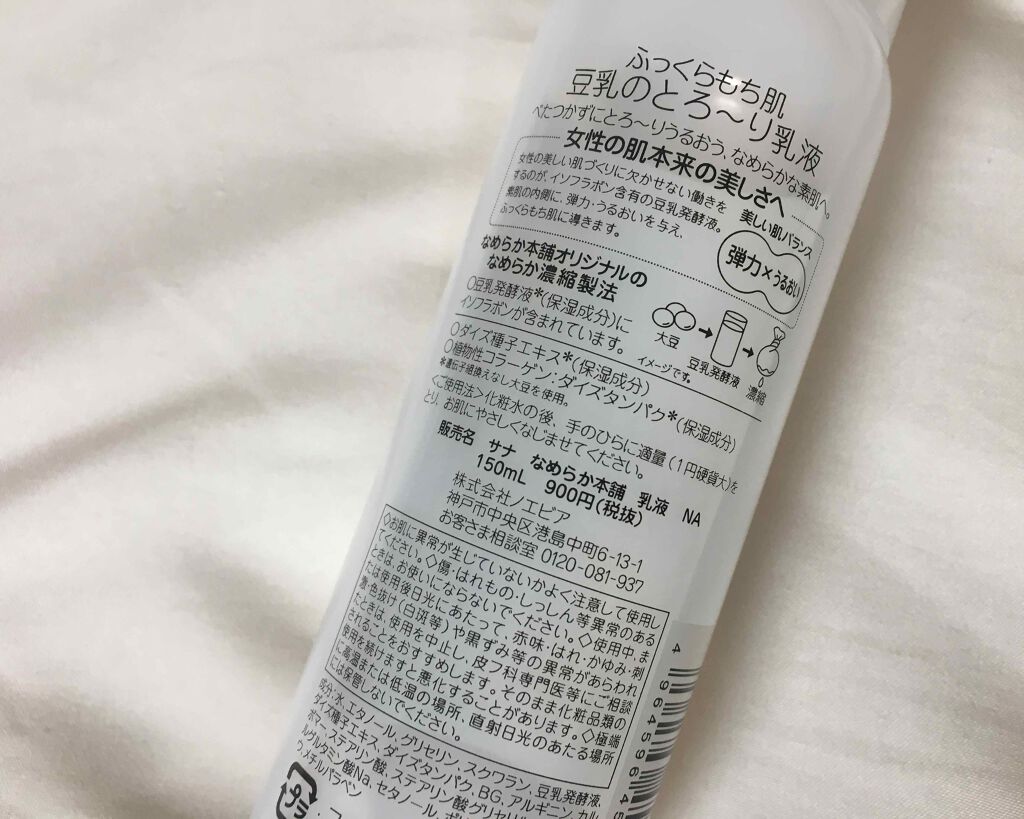 ふっくらもち肌
豆乳のとろ〜り乳液
べたつかずにとろ〜りうるおう、なめらかな素肌へ。
女性の肌本来の美しさへ
女性の美しい肌づくりに欠かせない働きを
するのが、イソフラボン含有の豆乳発酵液。
素肌の内側に、弾力・うるおいを与え、
ふっくらもち肌に導きます。
美しい肌バランス
弾力×うるおい
なめらか本舗オリジナルの
なめらか濃縮製法
○豆乳発酵液*(保湿成分)に
イソフラボンが含まれています。
大豆
豆乳発酵液
濃縮
イメージです。
○ダイズ種子エキス*(保湿成分)
○植物性コラーゲン:ダイズタンパク*(保湿成分)
*遺伝子組換えなし大豆を使用。
<ご使用法>化粧水の後、手のひらに適量(1円硬貨大)を
とり、お肌にやさしくなじませてください。
販売名 サナ なめらか本舗 乳液 NA
150mL 900円(税抜)
株式会社ノエビア
神戸市中央区港島中町6-13-1
お客さま相談室 0120-081-937
◇お肌に異常が生じていないかよく注意して使用し
てください。◇傷・はれもの・しっしん等異常のある
ときは、お使いにならないでください。◇使用中、ま
たは使用後日光にあたって、赤味・はれ・かゆみ・刺
激・色抜け(白斑等)や黒ずみ等の異常があらわれ
たときは、使用を中止し、皮フ科専門医等にご相談
されることをおすすめします。そのまま化粧品類の
使用を続けますと悪化することがあります。◇極端
に高温または低温の場所、直射日光のあたる場所
には保管しないでください。
成分:水、エタノール、グリセリン、スクワラン、豆乳発酵液、
ダイズ種子エキス、ダイズタンパク、BG、アルギニン、カル
ボマー、ステアリン酸、ステアリン酸グリセリ
ルグルタミン酸Na、セタノール、
ウ、メチルパラベン
プラ
4 964596 45